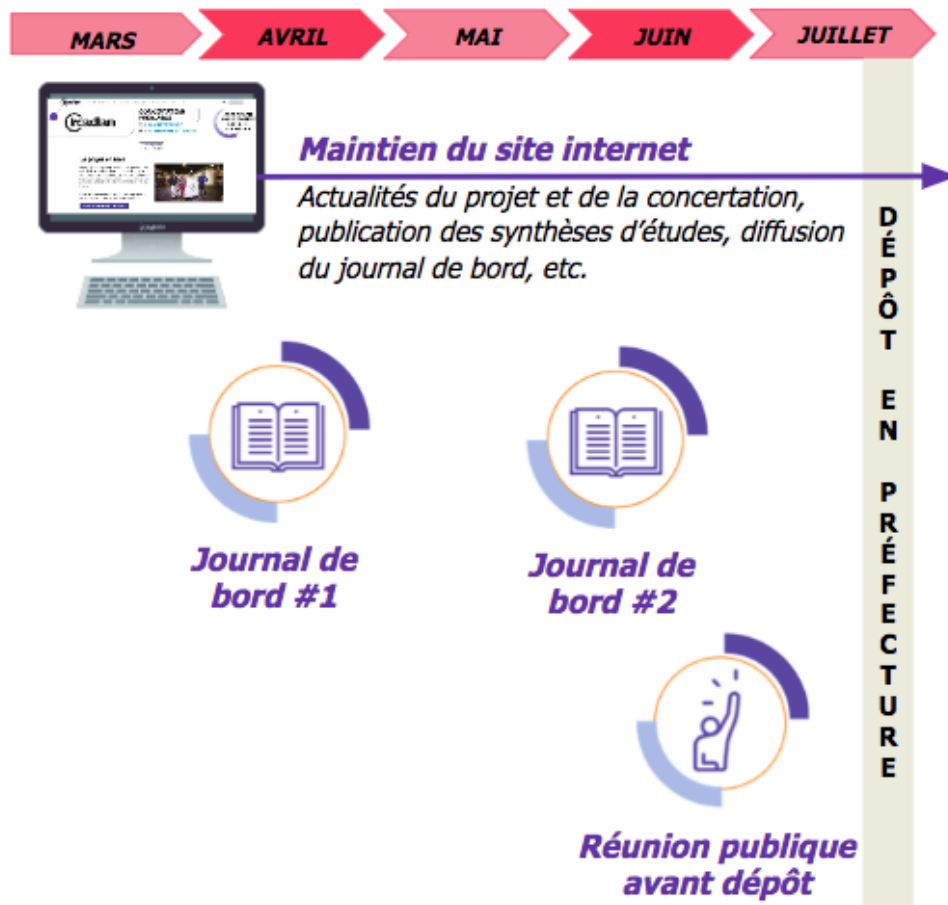 MARS AVRIL MAI JUIN JUILLET
Maintien du site internet
Actualités du projet et de la concertation,
publication des synthèses d'études, diffusion
du journal de bord, etc.
DÉPÔT EN PRÉFECTURE
Journal de
bord #1
Journal de
bord #2
Réunion publique
avant dépôt